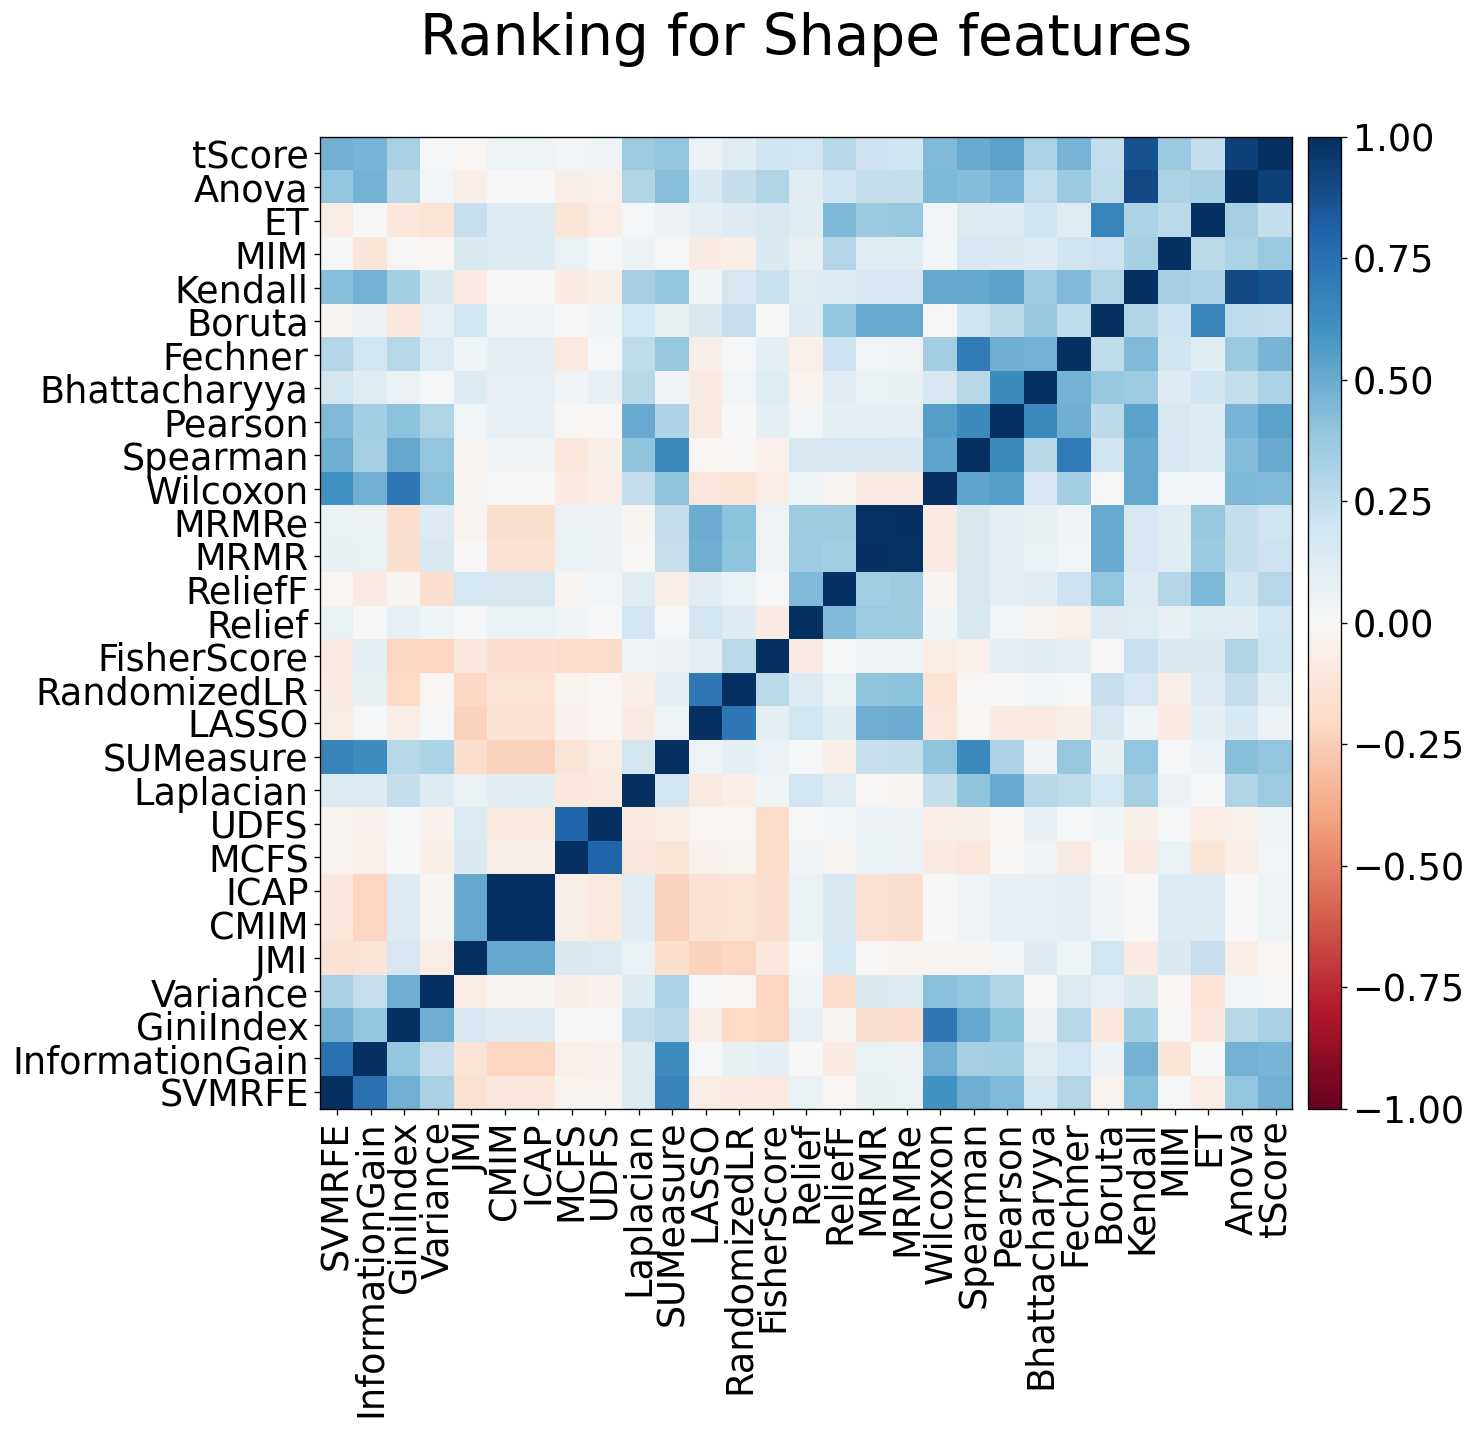 Ranking for Shape features
tScore
Anova
ET
MIM
Kendall
Boruta
Fechner
Bhattacharyya
Pearson
Spearman
Wilcoxon
MRMRe
MRMR
ReliefF
Relief
FisherScore
RandomizedLR
LASSO
SUMeasure
Laplacian
UDFS
MCFS
ICAP
CMIM
JMI
Variance
GiniIndex
InformationGain
SVMRFE
SVMRFE
InformationGain
GiniIndex
Variance
JMI
CMIM
ICAP
MCFS
UDFS
Laplacian
SUMeasure
LASSO
RandomizedLR
FisherScore
Relief
ReliefF
MRMR
MRMRe
Wilcoxon
Spearman
Pearson
Bhattacharyya
Fechner
Boruta
Kendall
MIM
ET
Anova
tScore
1.00
0.75
0.50
0.25
0.00
−0.25
−0.50
−0.75
−1.00